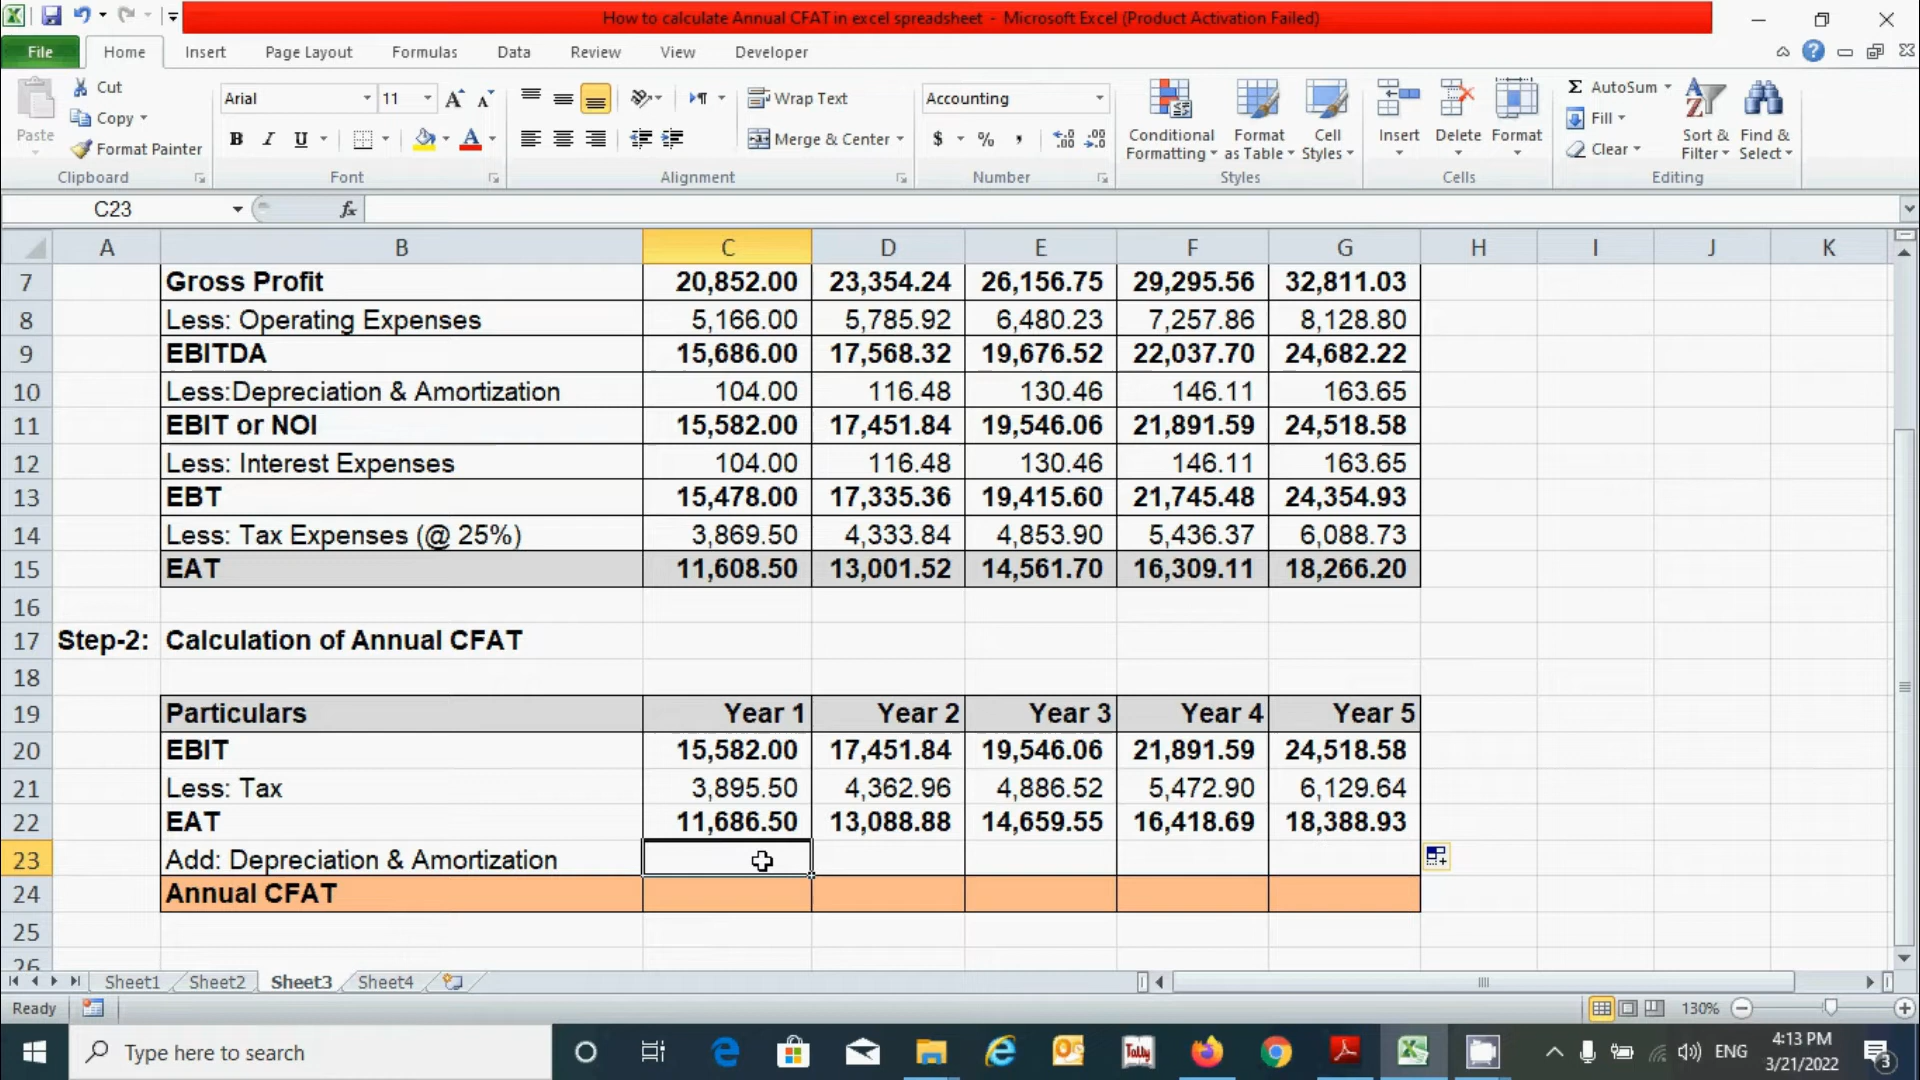 How to calculate Annual CFAT in excel spreadsheet - Microsoft Excel (Product Activation Failed)
File Home Insert Page Layout Formulas Data Review View Developer
Paste Cut Copy Format Painter Clipboard
Arial 11 B I U Font
Wrap Text Merge & Center Alignment
Accounting $ % , Number
Conditional Formatting Format as Table Cell Styles Styles
Insert Delete Format Cells
Σ AutoSum Fill Clear Sort & Filter Find & Select Editing
C23 fx
A B C D E F G H I J K
7 Gross Profit 20,852.00 23,354.24 26,156.75 29,295.56 32,811.03
8 Less: Operating Expenses 5,166.00 5,785.92 6,480.23 7,257.86 8,128.80
9 EBITDA 15,686.00 17,568.32 19,676.52 22,037.70 24,682.22
10 Less:Depreciation & Amortization 104.00 116.48 130.46 146.11 163.65
11 EBIT or NOI 15,582.00 17,451.84 19,546.06 21,891.59 24,518.58
12 Less: Interest Expenses 104.00 116.48 130.46 146.11 163.65
13 EBT 15,478.00 17,335.36 19,415.60 21,745.48 24,354.93
14 Less: Tax Expenses (@ 25%) 3,869.50 4,333.84 4,853.90 5,436.37 6,088.73
15 EAT 11,608.50 13,001.52 14,561.70 16,309.11 18,266.20
16
17 Step-2: Calculation of Annual CFAT
18
19 Particulars Year 1 Year 2 Year 3 Year 4 Year 5
20 EBIT 15,582.00 17,451.84 19,546.06 21,891.59 24,518.58
21 Less: Tax 3,895.50 4,362.96 4,886.52 5,472.90 6,129.64
22 EAT 11,686.50 13,088.88 14,659.55 16,418.69 18,388.93
23 Add: Depreciation & Amortization
24 Annual CFAT
25
26
Sheet1 Sheet2 Sheet3 Sheet4
Ready 130%
Type here to search Tally ENG 4:13 PM
3/21/2022 3